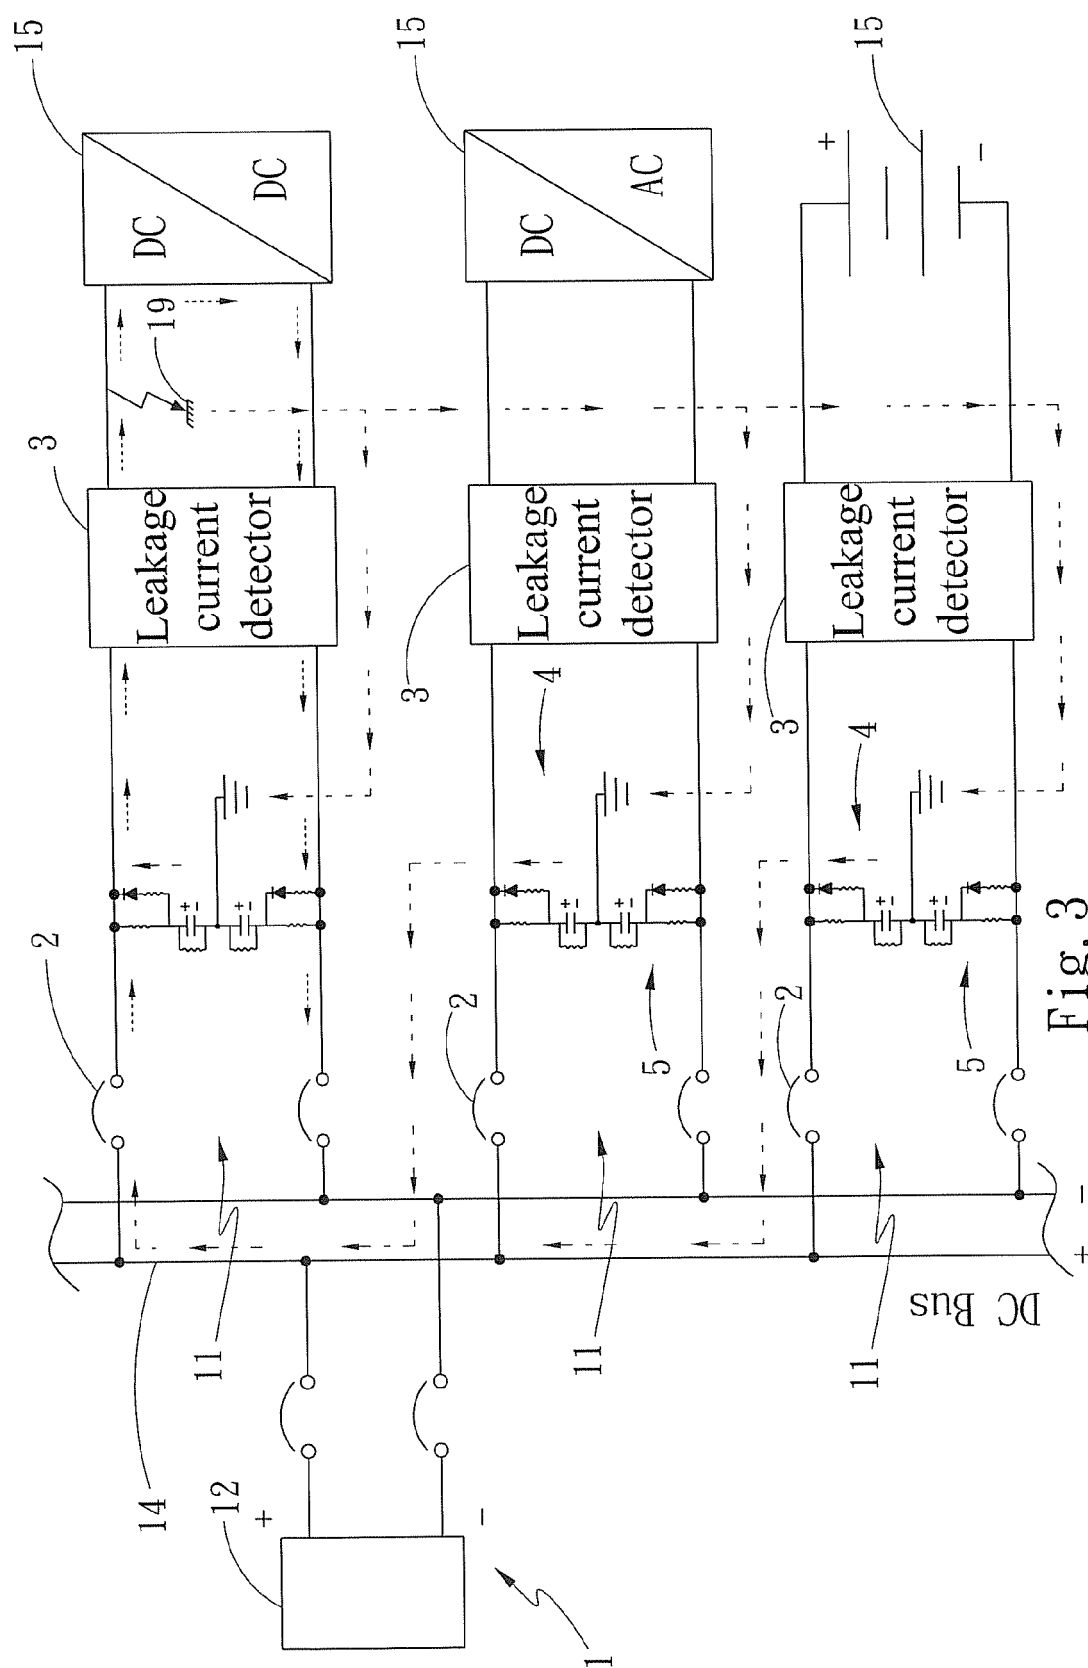 15
3
2
14
19
DC
DC
Leakage
current
detector
+
-
+
-
11
12
+
-
1
15
DC
AC
3
4
Leakage
current
detector
+
-
+
-
2
5
11
15
+
-
3
4
Leakage
current
detector
+
-
+
-
2
5
11
DC Bus
+
-
Fig. 3